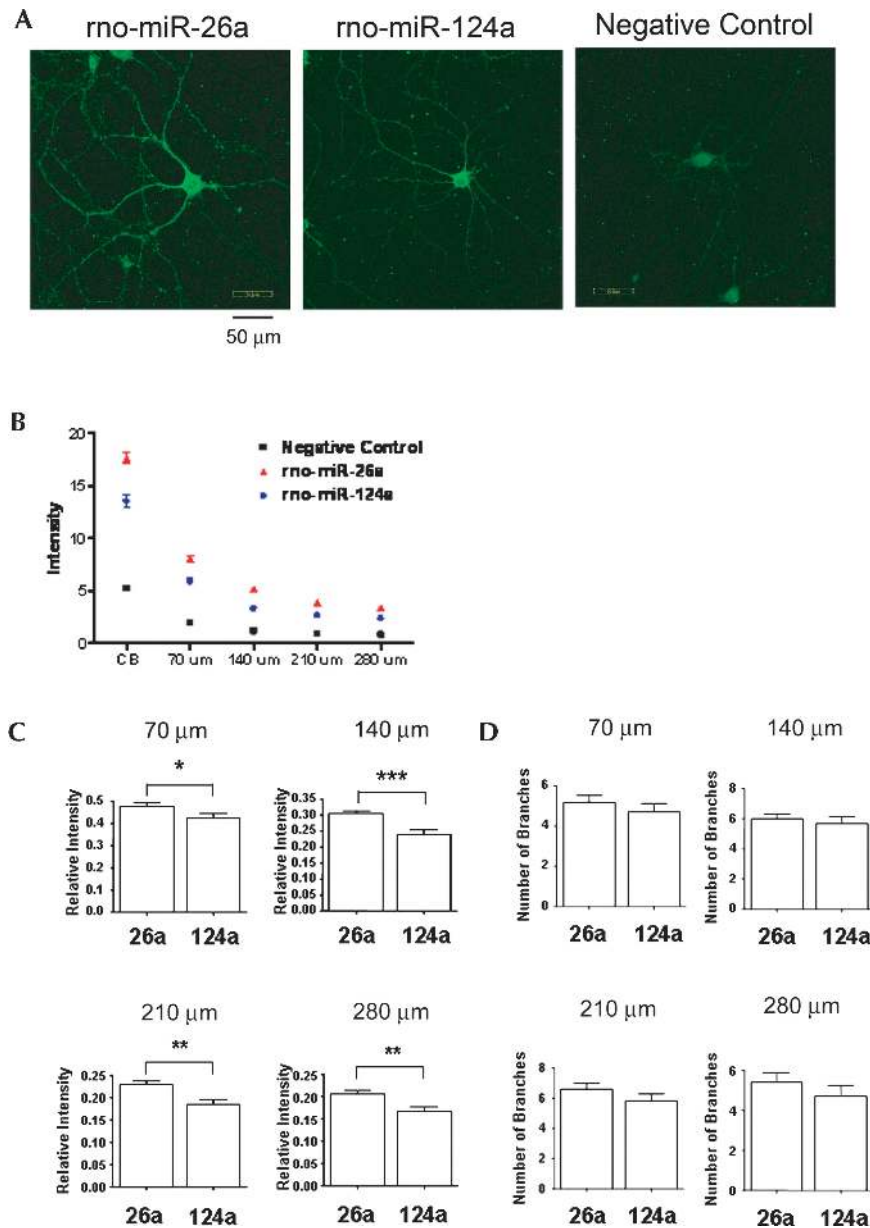 A
rno-miR-26a rno-miR-124a Negative Control
50 μm
B
20
15
10
5
0
Intensity
Negative Control
rno-miR-26a
rno-miR-124a
CB 70 um 140 um 210 um 280 um
C
70 μm
*
0.5
0.4
0.3
0.2
0.1
0.0
Relative Intensity
26a 124a
140 μm
***
0.35
0.30
0.25
0.20
0.15
0.10
0.05
0.00
Relative Intensity
26a 124a
210 μm
**
0.25
0.20
0.15
0.10
0.05
0.00
Relative Intensity
26a 124a
280 μm
**
0.25
0.20
0.15
0.10
0.05
0.00
Relative Intensity
26a 124a
D
70 μm
6
4
2
0
Number of Branches
26a 124a
140 μm
8
6
4
2
0
Number of Branches
26a 124a
210 μm
8
6
4
2
0
Number of Branches
26a 124a
280 μm
6
4
2
0
Number of Branches
26a 124a